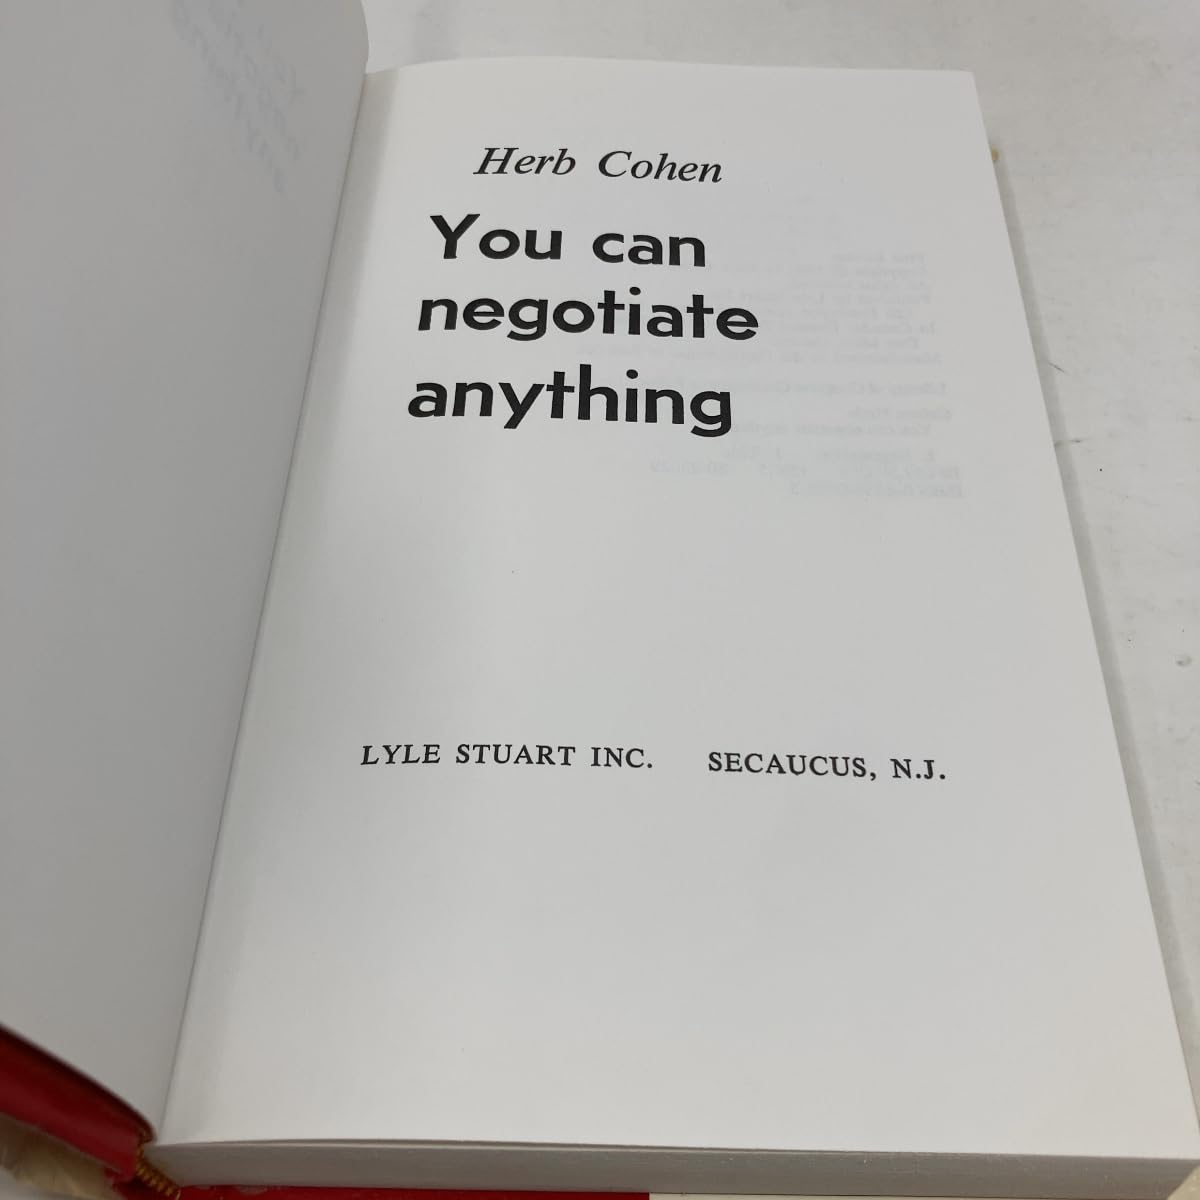 Herb Cohen
You can
negotiate
anything
LYLE STUART INC. SECAUCUS, N.J.